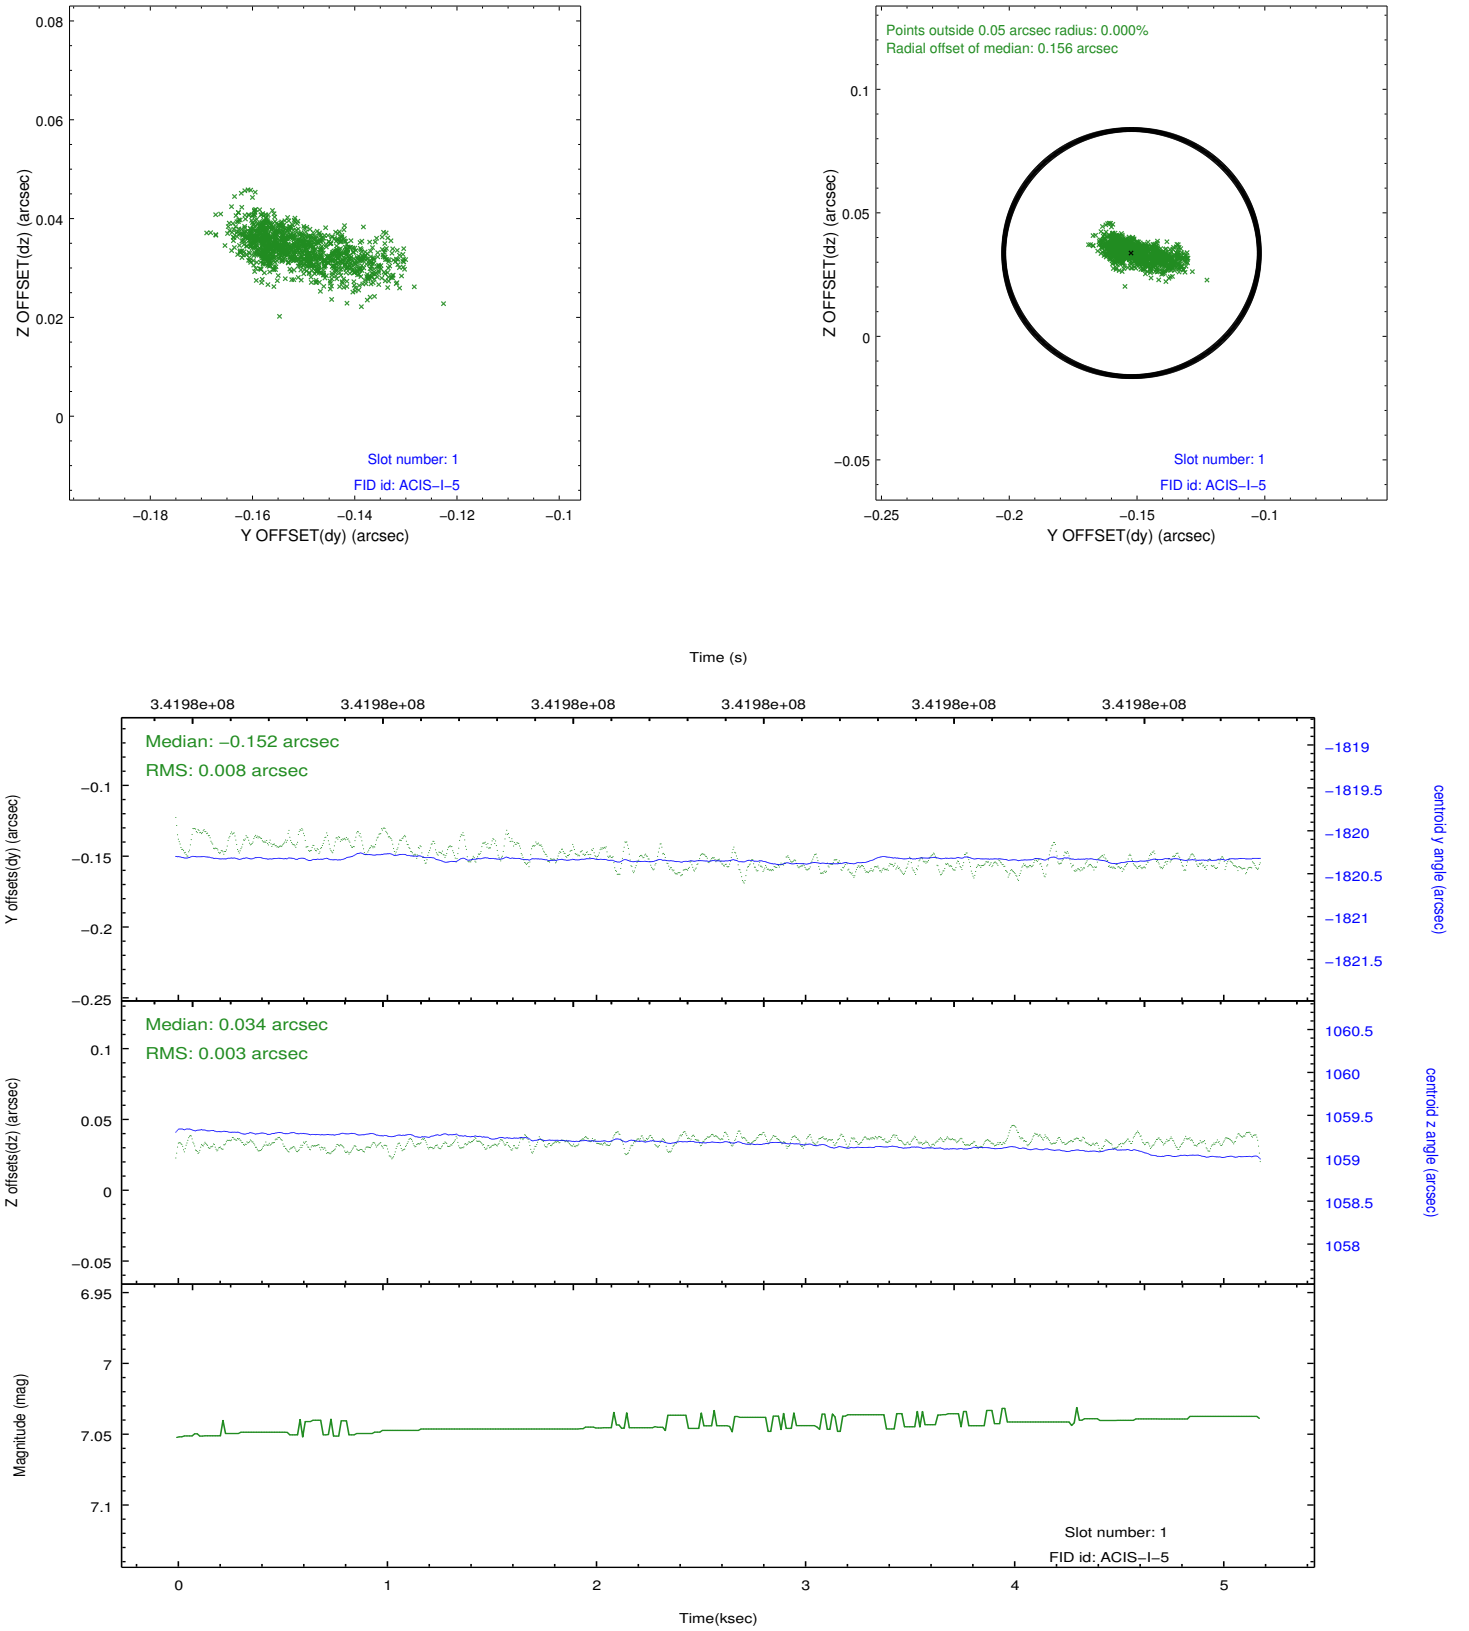 0.08
0.06
0.04
0.02
0
Z OFFSET(dz) (arcsec)
Slot number: 1
FID id: ACIS−I−5
−0.18
−0.16
−0.14
−0.12
−0.1
Y OFFSET(dy) (arcsec)
Points outside 0.05 arcsec radius: 0.000%
Radial offset of median: 0.156 arcsec
0.1
0.05
0
−0.05
Z OFFSET(dz) (arcsec)
Slot number: 1
FID id: ACIS−I−5
−0.25
−0.2
−0.15
−0.1
Y OFFSET(dy) (arcsec)
Time (s)
3.4198e+08
3.4198e+08
3.4198e+08
3.4198e+08
3.4198e+08
3.4198e+08
Median: −0.152 arcsec
RMS: 0.008 arcsec
−0.1
−0.15
−0.2
−0.25
Y offsets(dy) (arcsec)
−1819
−1819.5
−1820
−1820.5
−1821
−1821.5
centroid y angle (arcsec)
Median: 0.034 arcsec
RMS: 0.003 arcsec
0.1
0.05
0
−0.05
Z offsets(dz) (arcsec)
1060.5
1060
1059.5
1059
1058.5
1058
centroid z angle (arcsec)
6.95
7
7.05
7.1
Magnitude (mag)
Slot number: 1
FID id: ACIS−I−5
0
1
2
3
4
5
Time(ksec)